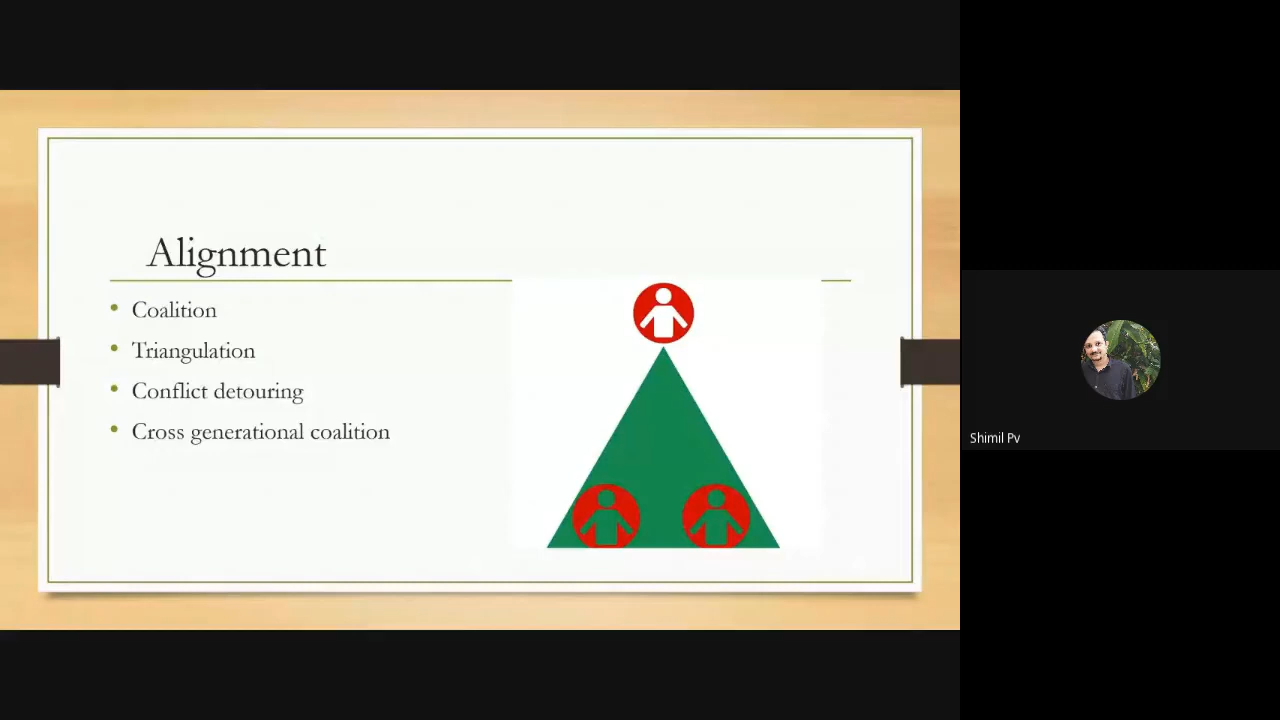 Alignment
Coalition
Triangulation
Conflict detouring
Cross generational coalition
Shimil Pv